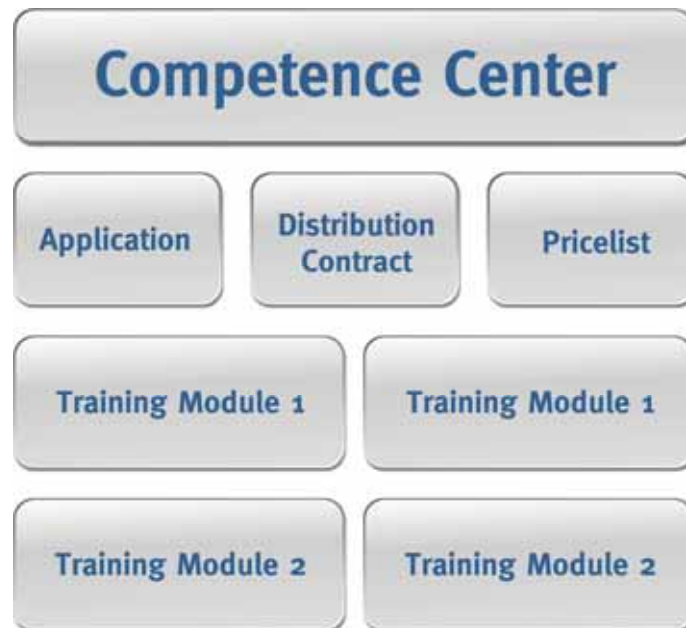 Competence Center
Application
Distribution
Contract
Pricelist
Training Module 1
Training Module 1
Training Module 2
Training Module 2